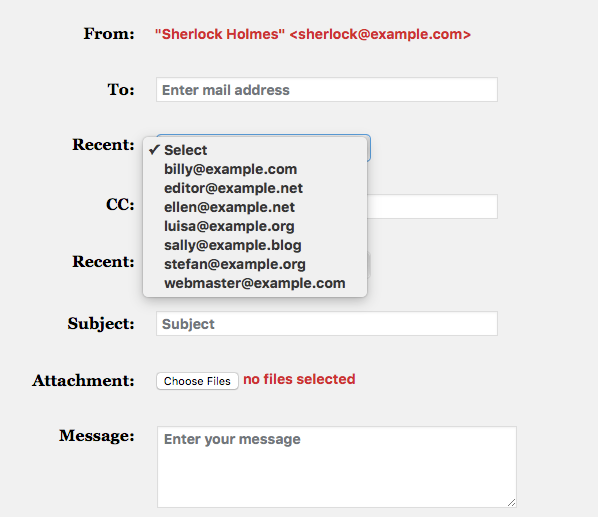 From: "Sherlock Holmes" <sherlock@example.com>
To: Enter mail address
Recent:
✓ Select
billy@example.com
editor@example.net
ellen@example.net
luisa@example.org
sally@example.blog
stefan@example.org
webmaster@example.com
CC:
Recent:
Subject: Subject
Attachment: Choose Files no files selected
Message: Enter your message